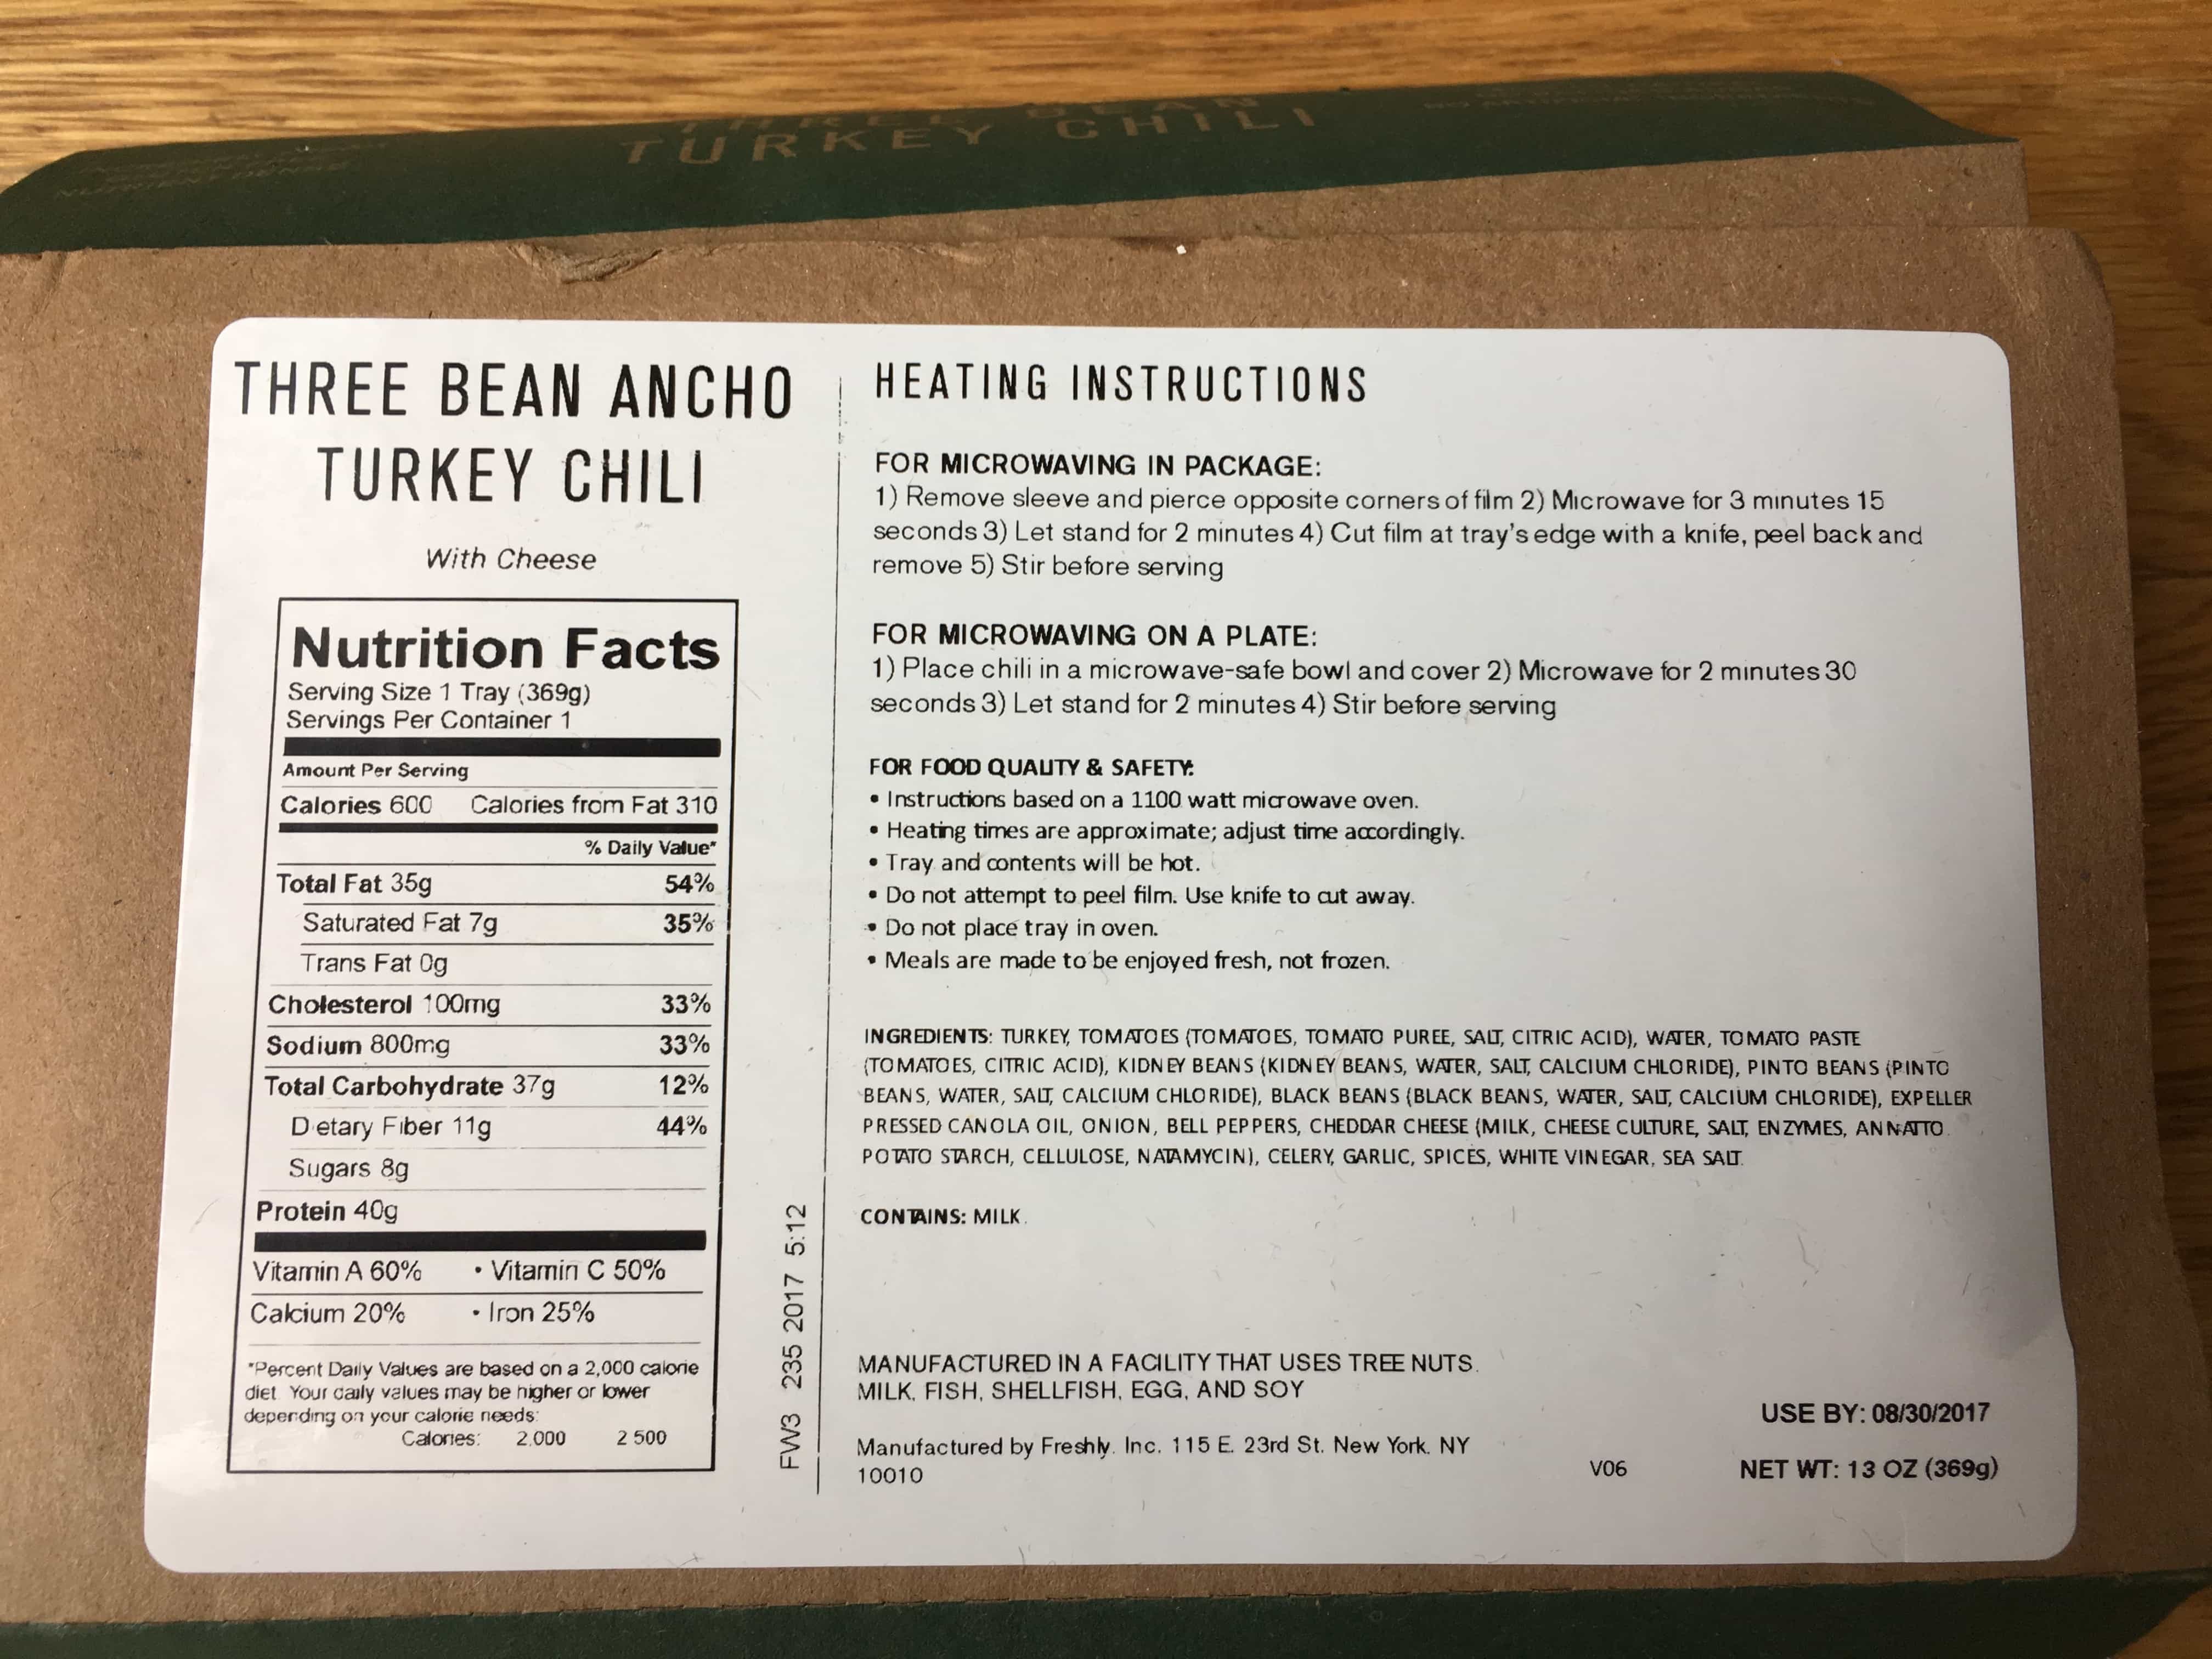 THREE BEAN
TURKEY CHILI
THREE BEAN ANCHO
TURKEY CHILI
With Cheese
Nutrition Facts
Serving Size 1 Tray (369g)
Servings Per Container 1
Amount Per Serving
Calories 600 Calories from Fat 310
% Daily Value*
Total Fat 35g 54%
Saturated Fat 7g 35%
Trans Fat 0g
Cholesterol 100mg 33%
Sodium 800mg 33%
Total Carbohydrate 37g 12%
Dietary Fiber 11g 44%
Sugars 8g
Protein 40g
Vitamin A 60% • Vitamin C 50%
Calcium 20% • Iron 25%
*Percent Daily Values are based on a 2,000 calorie
diet Your daily values may be higher or lower
depending on your calorie needs:
Calories: 2.000 2 500
FW3 235 2017 5:12
HEATING INSTRUCTIONS
FOR MICROWAVING IN PACKAGE:
1) Remove sleeve and pierce opposite corners of film 2) Microwave for 3 minutes 15
seconds 3) Let stand for 2 minutes 4) Cut film at tray's edge with a knife, peel back and
remove 5) Stir before serving
FOR MICROWAVING ON A PLATE:
1) Place chili in a microwave-safe bowl and cover 2) Microwave for 2 minutes 30
seconds 3) Let stand for 2 minutes 4) Stir before serving
FOR FOOD QUALITY & SAFETY:
• Instructions based on a 1100 watt microwave oven.
• Heating times are approximate; adjust time accordingly.
• Tray and contents will be hot.
• Do not attempt to peel film. Use knife to cut away.
• Do not place tray in oven.
• Meals are made to be enjoyed fresh, not frozen.
INGREDIENTS: TURKEY, TOMATOES (TOMATOES, TOMATO PUREE, SALT, CITRIC ACID), WATER, TOMATO PASTE
(TOMATOES, CITRIC ACID), KIDNEY BEANS (KIDNEY BEANS, WATER, SALT, CALCIUM CHLORIDE), PINTO BEANS (PINTO
BEANS, WATER, SALT, CALCIUM CHLORIDE), BLACK BEANS (BLACK BEANS, WATER, SALT, CALCIUM CHLORIDE), EXPELLER
PRESSED CANOLA OIL, ONION, BELL PEPPERS, CHEDDAR CHEESE (MILK, CHEESE CULTURE, SALT, ENZYMES, ANNATTO
POTATO STARCH, CELLULOSE, NATAMYCIN), CELERY, GARLIC, SPICES, WHITE VINEGAR, SEA SALT.
CONTAINS: MILK.
MANUFACTURED IN A FACILITY THAT USES TREE NUTS.
MILK, FISH, SHELLFISH, EGG, AND SOY
Manufactured by Freshly. Inc. 115 E. 23rd St. New York. NY
10010
V06
USE BY: 08/30/2017
NET WT: 13 OZ (369g)